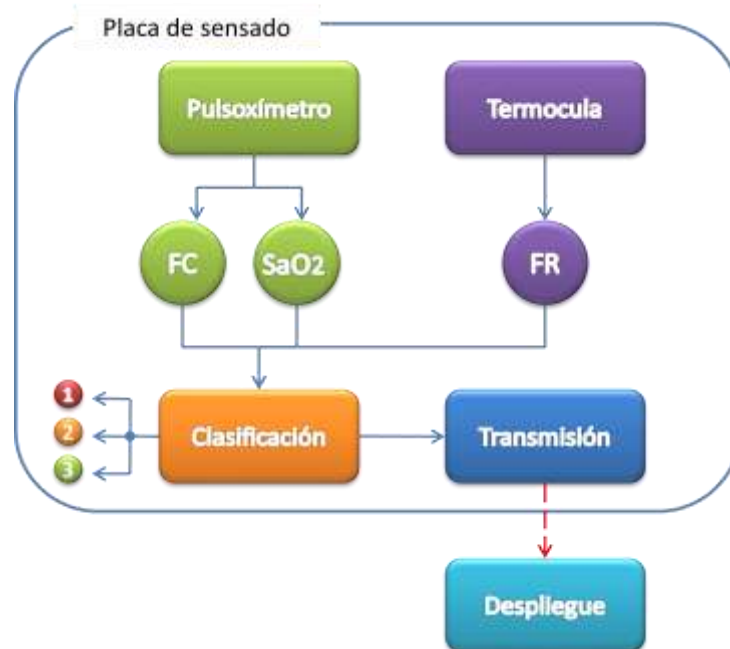 Placa de sensado
Pulsoxímetro
Termocula
FC
SaO2
FR
1
2
3
Clasificación
Transmisión
Despliegue